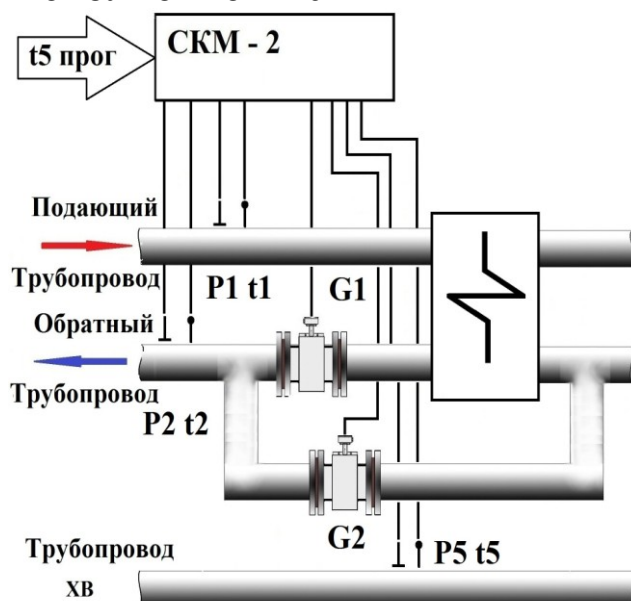 t5 прог
СКМ - 2
Подающий
Трубопровод
P1 t1
G1
Обратный
Трубопровод
P2 t2
G2
Трубопровод
ХВ
P5 t5